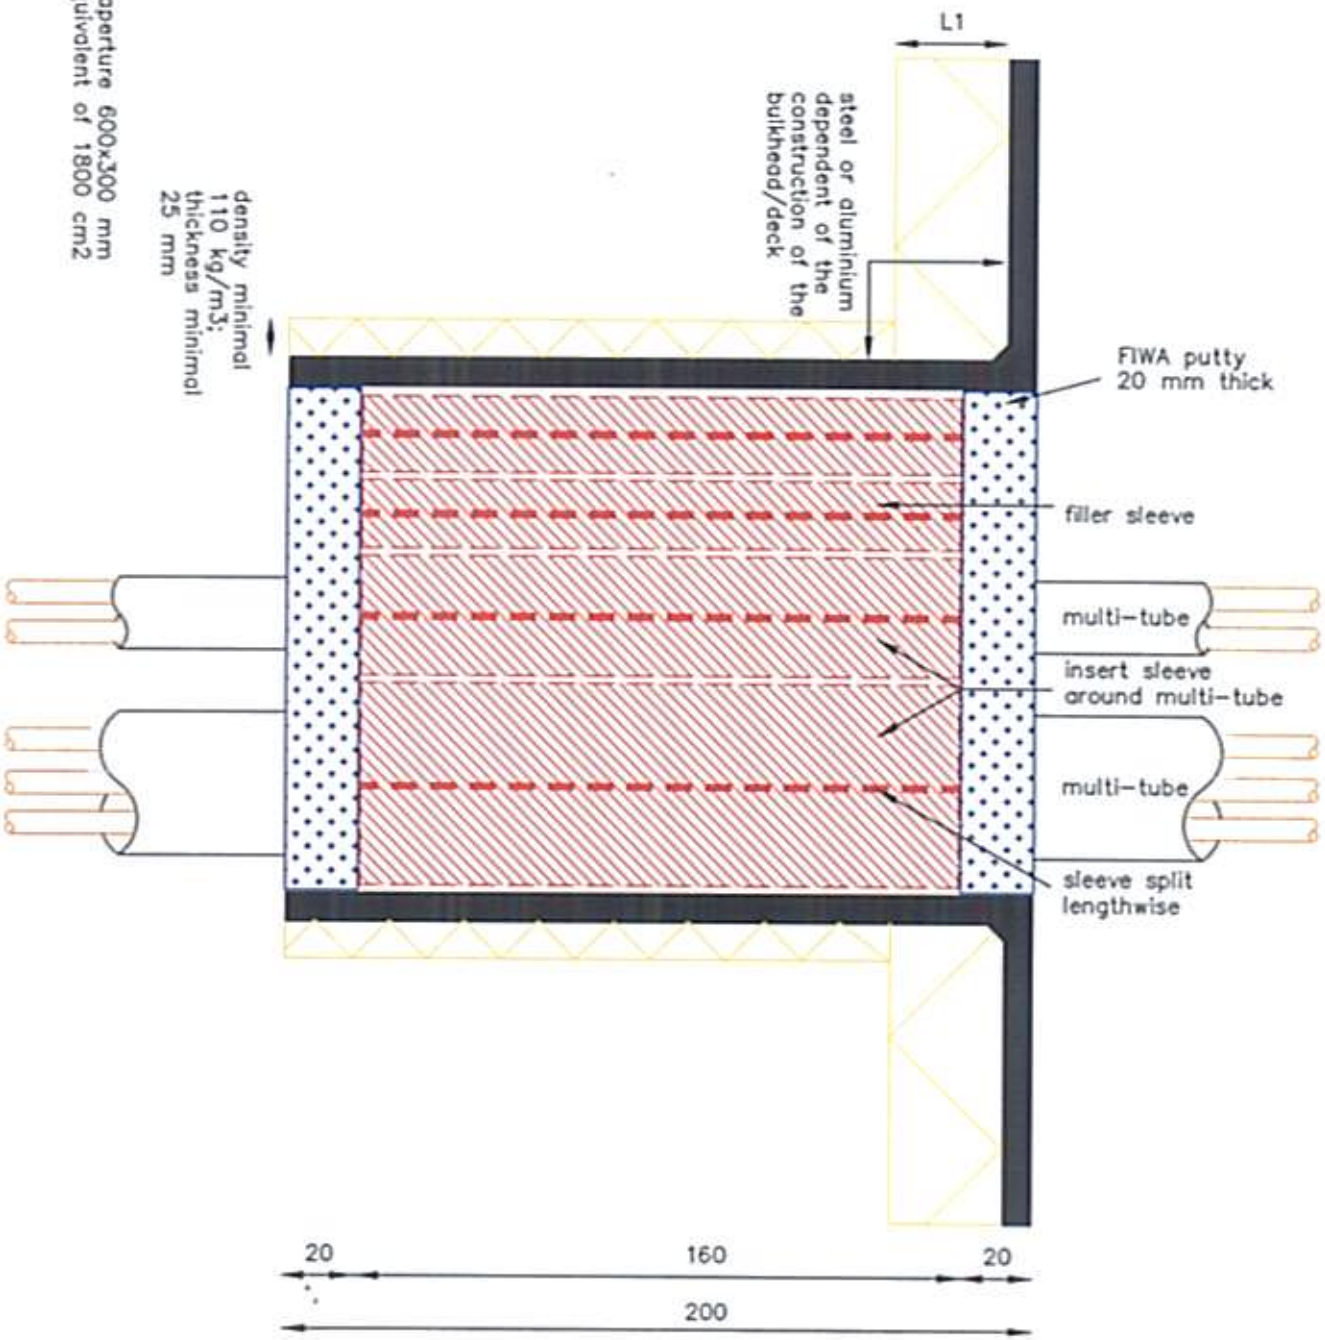 L1
steel or aluminium
dependent of the
construction of the
bulkhead/deck
aperture 600x300 mm
of 1800 cm2
density minimal
110 kg/m3;
thickness minimal
25 mm
FIWA putty
20 mm thick
filler sleeve
multi-tube
insert sleeve
around multi-tube
multi-tube
sleeve split
lengthwise
20
160
20
200